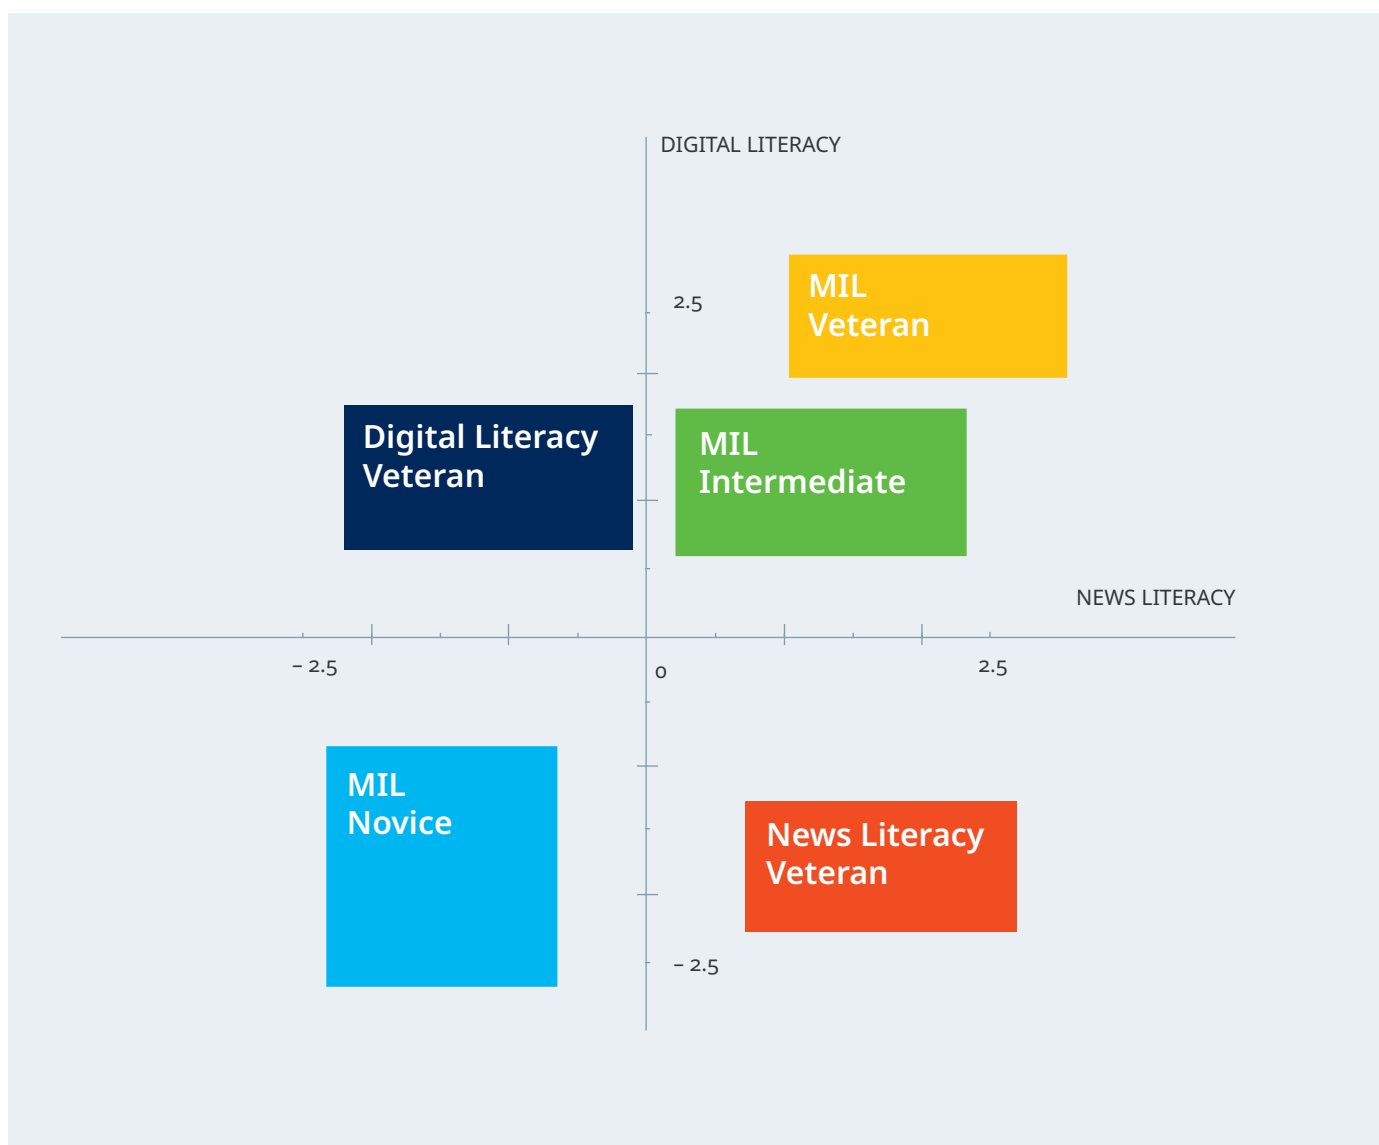 DIGITAL LITERACY
MIL
Veteran
2.5
Digital Literacy
Veteran
MIL
Intermediate
NEWS LITERACY
– 2.5
0
2.5
MIL
Novice
News Literacy
Veteran
– 2.5